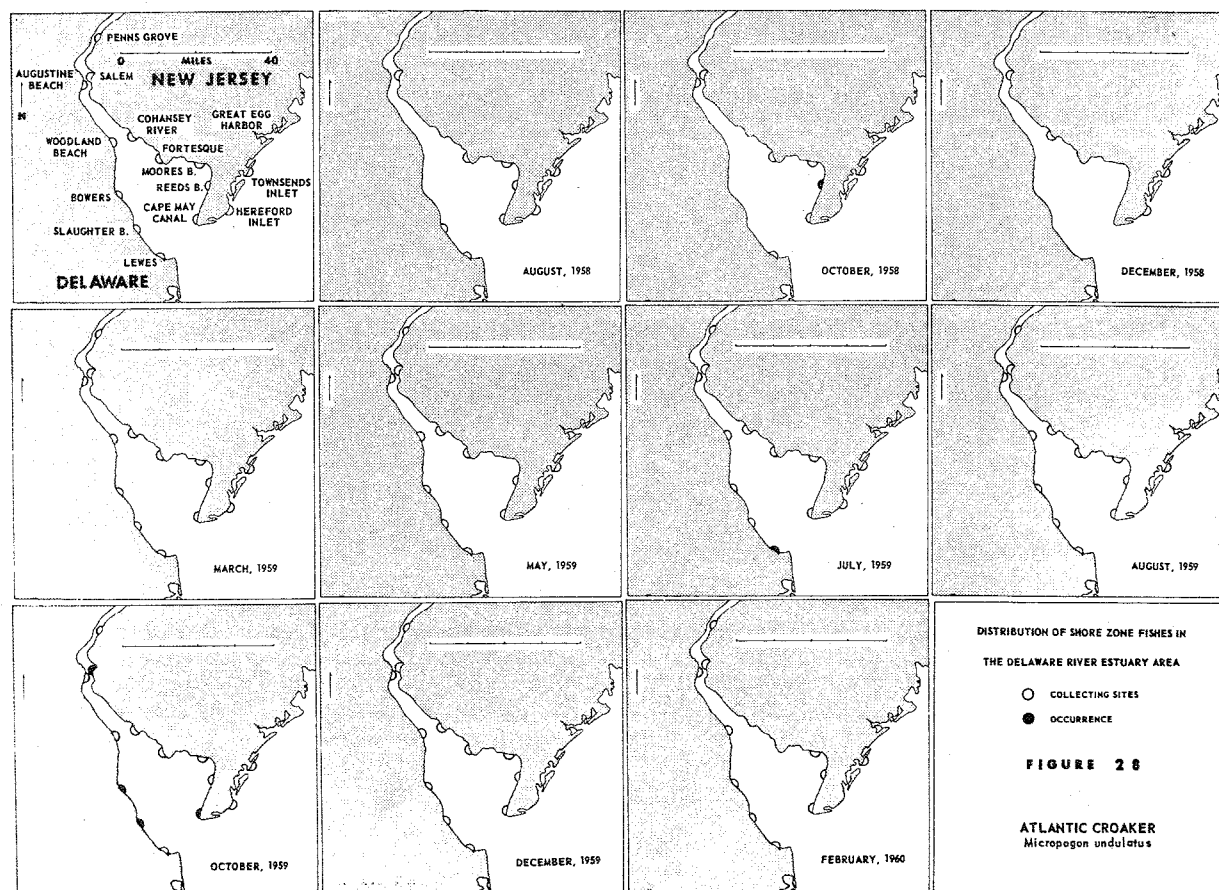 PENNS GROVE
0 MILES 40
AUGUSTINE
BEACH
SALEM
NEW JERSEY
N
COHANSEY
RIVER
GREAT EGG
HARBOR
WOODLAND
BEACH
FORTESQUE
MOORES B.
REEDS B.
TOWNSENDS
INLET
BOWERS
CAPE MAY
CANAL
HEREFORD
INLET
SLAUGHTER B.
LEWES
DELAWARE
AUGUST, 1958
OCTOBER, 1958
DECEMBER, 1958
MARCH, 1959
MAY, 1959
JULY, 1959
AUGUST, 1959
OCTOBER, 1959
DECEMBER, 1959
FEBRUARY, 1960
DISTRIBUTION OF SHORE ZONE FISHES IN
THE DELAWARE RIVER ESTUARY AREA
COLLECTING SITES
OCCURRENCE
FIGURE 28
ATLANTIC CROAKER
Micropogon undulatus